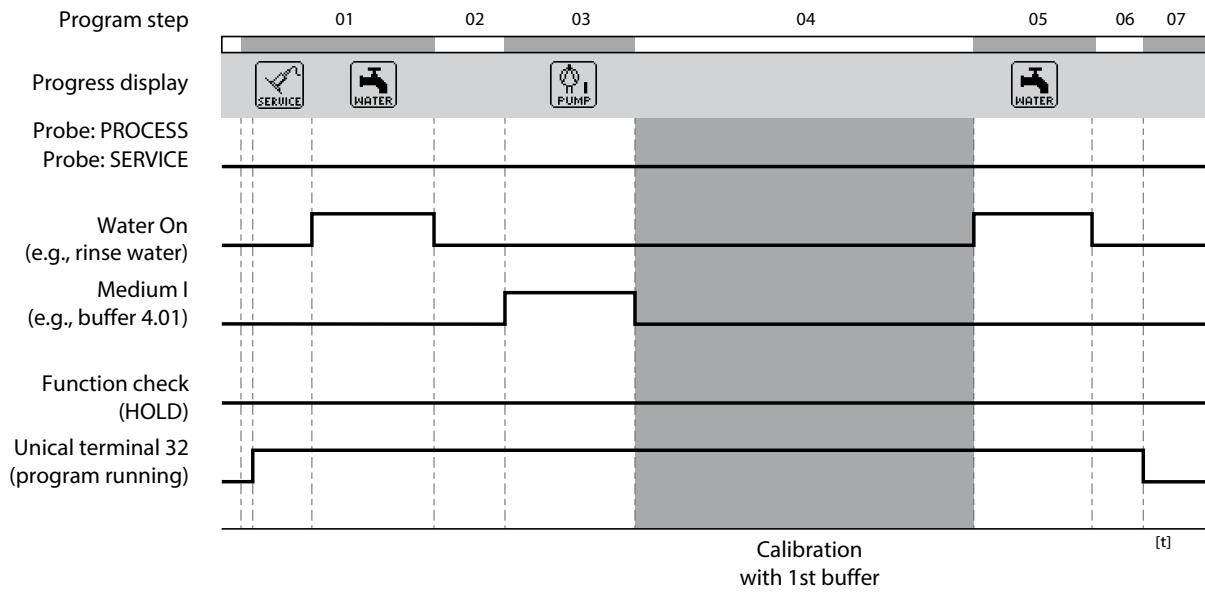 Program step 01 02 03 04 05 06 07
Progress display
SERVICE WATER PUMP WATER
Probe: PROCESS
Probe: SERVICE
Water On
(e.g., rinse water)
Medium I
(e.g., buffer 4.01)
Function check
(HOLD)
Unical terminal 32
(program running)
Calibration
with 1st buffer
[t]